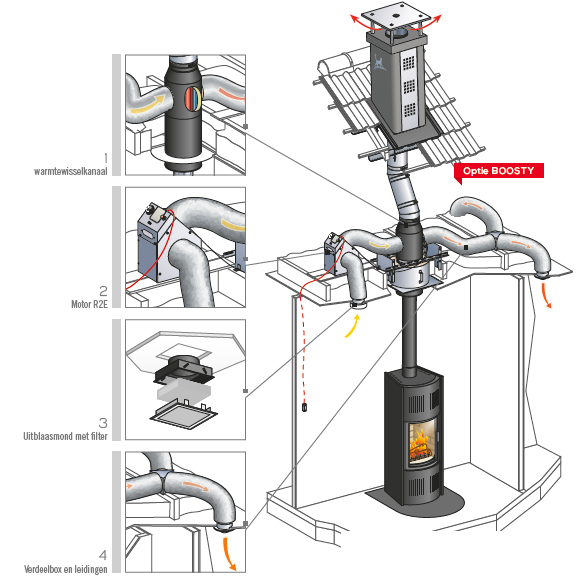 Optie BOOSTY
1
warmtewisselkanaal
2
Motor R2E
3
Uitblaasmond met filter
4
Verdeelbox en leidingen